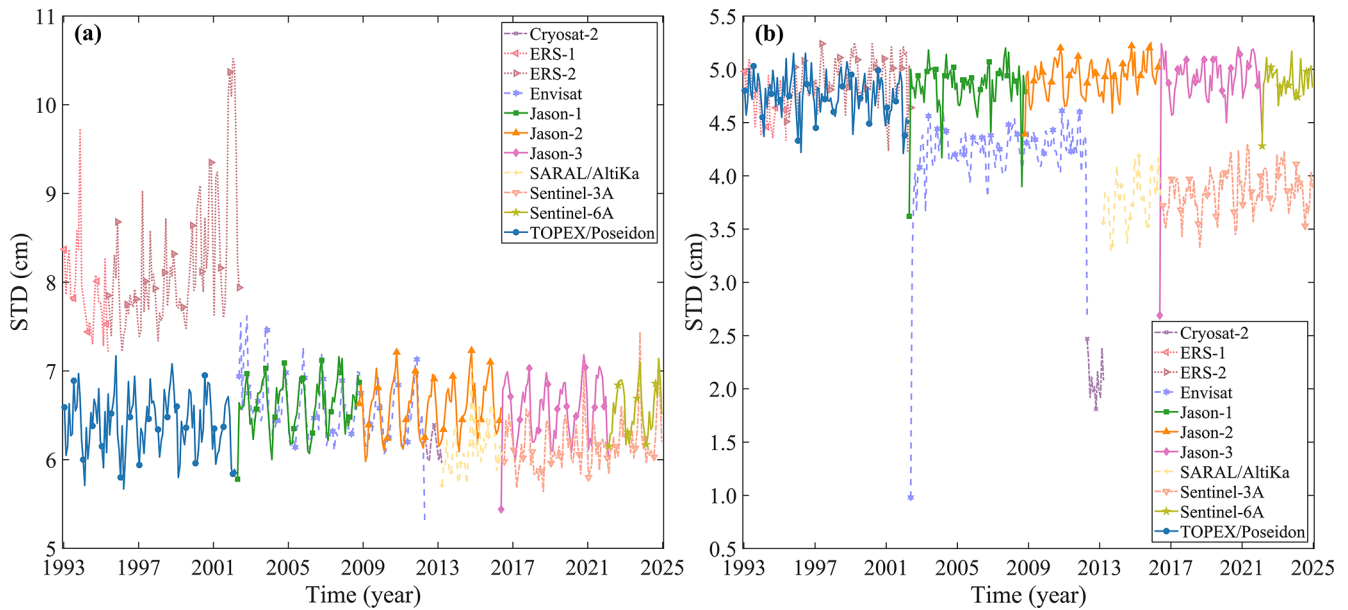 (a)
STD (cm)
11
10
9
8
7
6
5
Cryosat-2
ERS-1
ERS-2
Envisat
Jason-1
Jason-2
Jason-3
SARAL/AltiKa
Sentinel-3A
Sentinel-6A
TOPEX/Poseidon
1993 1997 2001 2005 2009 2013 2017 2021 2025
Time (year)
(b)
STD (cm)
5.5
5.0
4.5
4.0
3.5
3.0
2.5
2.0
1.5
1.0
0.5
Cryosat-2
ERS-1
ERS-2
Envisat
Jason-1
Jason-2
Jason-3
SARAL/AltiKa
Sentinel-3A
Sentinel-6A
TOPEX/Poseidon
1993 1997 2001 2005 2009 2013 2017 2021 2025
Time (year)